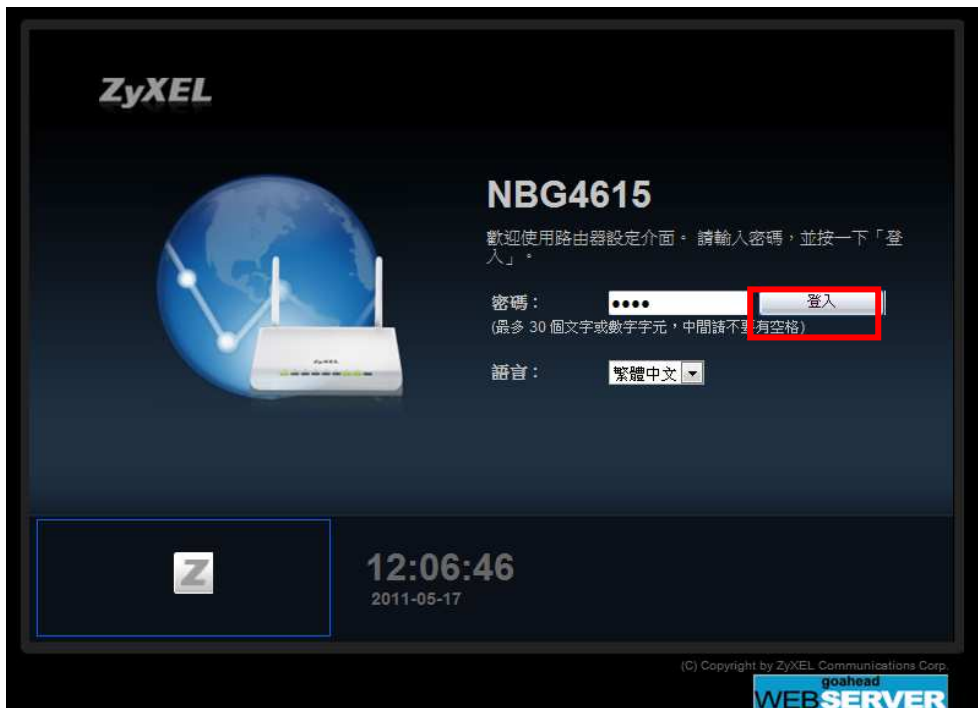 ZyXEL
NBG4615
歡迎使用路由器設定介面。 請輸入密碼，並按一下「登
入」。
密碼： •••• 登入
(最多 30 個文字或數字字元，中間請不要有空格)
語言： 繁體中文
ZyXEL
Z
12:06:46
2011-05-17
(C) Copyright by ZyXEL Communications Corp.
goahead
WEBSERVER